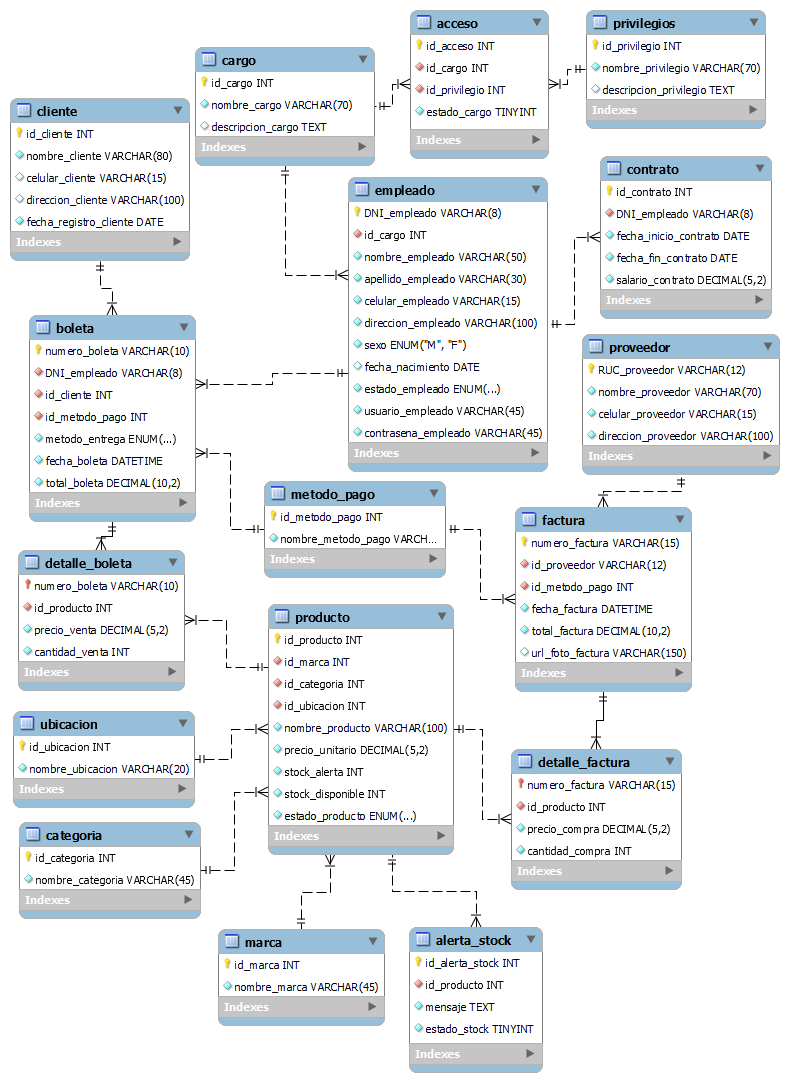 acceso
id_acceso INT
id_cargo INT
id_privilegio INT
estado_cargo TINYINT
Indexes
privilegios
id_privilegio INT
nombre_privilegio VARCHAR(70)
descripcion_privilegio TEXT
Indexes
cargo
id_cargo INT
nombre_cargo VARCHAR(70)
descripcion_cargo TEXT
Indexes
cliente
id_cliente INT
nombre_cliente VARCHAR(80)
celular_cliente VARCHAR(15)
direccion_cliente VARCHAR(100)
fecha_registro_cliente DATE
Indexes
empleado
DNI_empleado VARCHAR(8)
id_cargo INT
nombre_empleado VARCHAR(50)
apellido_empleado VARCHAR(30)
celular_empleado VARCHAR(15)
direccion_empleado VARCHAR(100)
sexo ENUM("M", "F")
fecha_nacimiento DATE
estado_empleado ENUM(...)
usuario_empleado VARCHAR(45)
contrasena_empleado VARCHAR(45)
Indexes
contrato
id_contrato INT
DNI_empleado VARCHAR(8)
fecha_inicio_contrato DATE
fecha_fin_contrato DATE
salario_contrato DECIMAL(5,2)
Indexes
boleta
numero_boleta VARCHAR(10)
DNI_empleado VARCHAR(8)
id_cliente INT
id_metodo_pago INT
metodo_entrega ENUM(...)
fecha_boleta DATETIME
total_boleta DECIMAL(10,2)
Indexes
proveedor
RUC_proveedor VARCHAR(12)
nombre_proveedor VARCHAR(70)
celular_proveedor VARCHAR(15)
direccion_proveedor VARCHAR(100)
Indexes
metodo_pago
id_metodo_pago INT
nombre_metodo_pago VARCH...
Indexes
factura
numero_factura VARCHAR(15)
id_proveedor VARCHAR(12)
id_metodo_pago INT
fecha_factura DATETIME
total_factura DECIMAL(10,2)
url_foto_factura VARCHAR(150)
Indexes
detalle_boleta
numero_boleta VARCHAR(10)
id_producto INT
precio_venta DECIMAL(5,2)
cantidad_venta INT
Indexes
producto
id_producto INT
id_marca INT
id_categoria INT
id_ubicacion INT
nombre_producto VARCHAR(100)
precio_unitario DECIMAL(5,2)
stock_alerta INT
stock_disponible INT
estado_producto ENUM(...)
Indexes
ubicacion
id_ubicacion INT
nombre_ubicacion VARCHAR(20)
Indexes
detalle_factura
numero_factura VARCHAR(15)
id_producto INT
precio_compra DECIMAL(5,2)
cantidad_compra INT
Indexes
categoria
id_categoria INT
nombre_categoria VARCHAR(45)
Indexes
marca
id_marca INT
nombre_marca VARCHAR(45)
Indexes
alerta_stock
id_alerta_stock INT
id_producto INT
mensaje TEXT
estado_stock TINYINT
Indexes